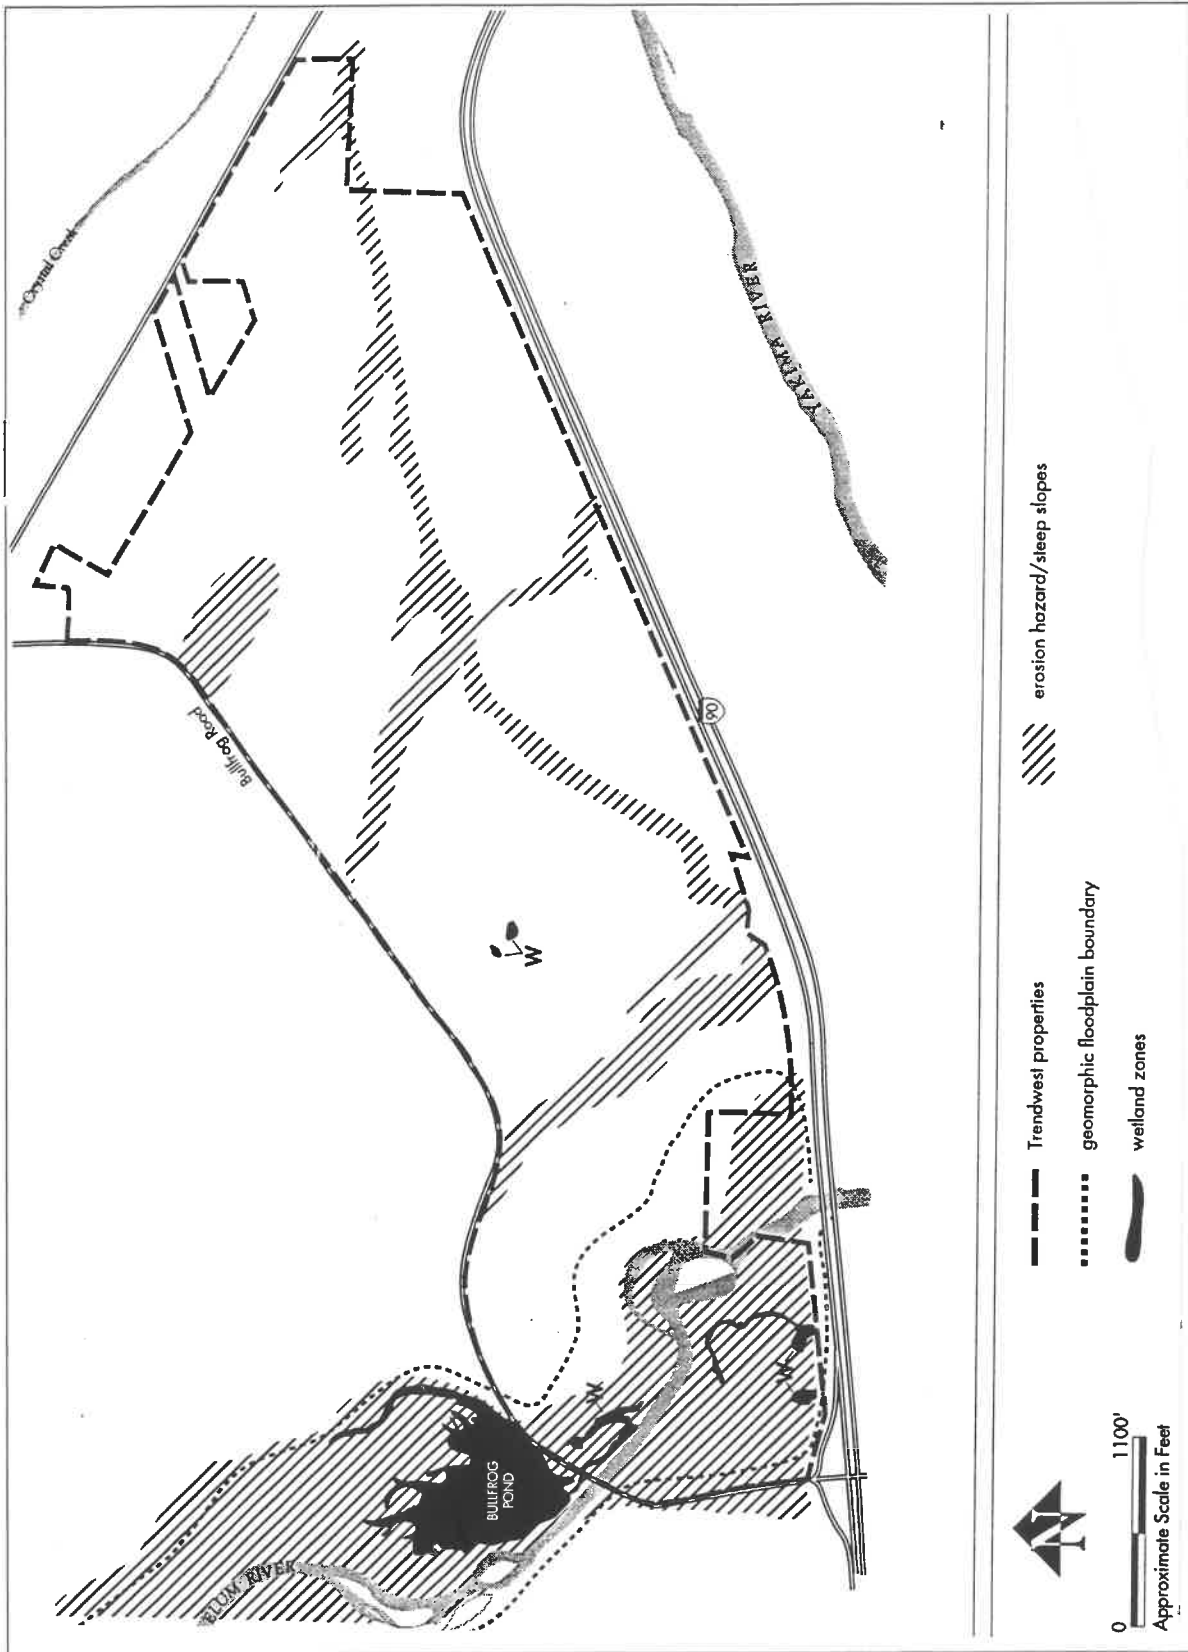 Crystal Creek
YAKIMA RIVER
Bullfrog Road
90
W
W
W
BULLFROG
POND
ELUM RIVER
Trendwest properties
geomorphic floodplain boundary
wetland zones
erosion hazard/steep slopes
N
0 1100'
Approximate Scale in Feet